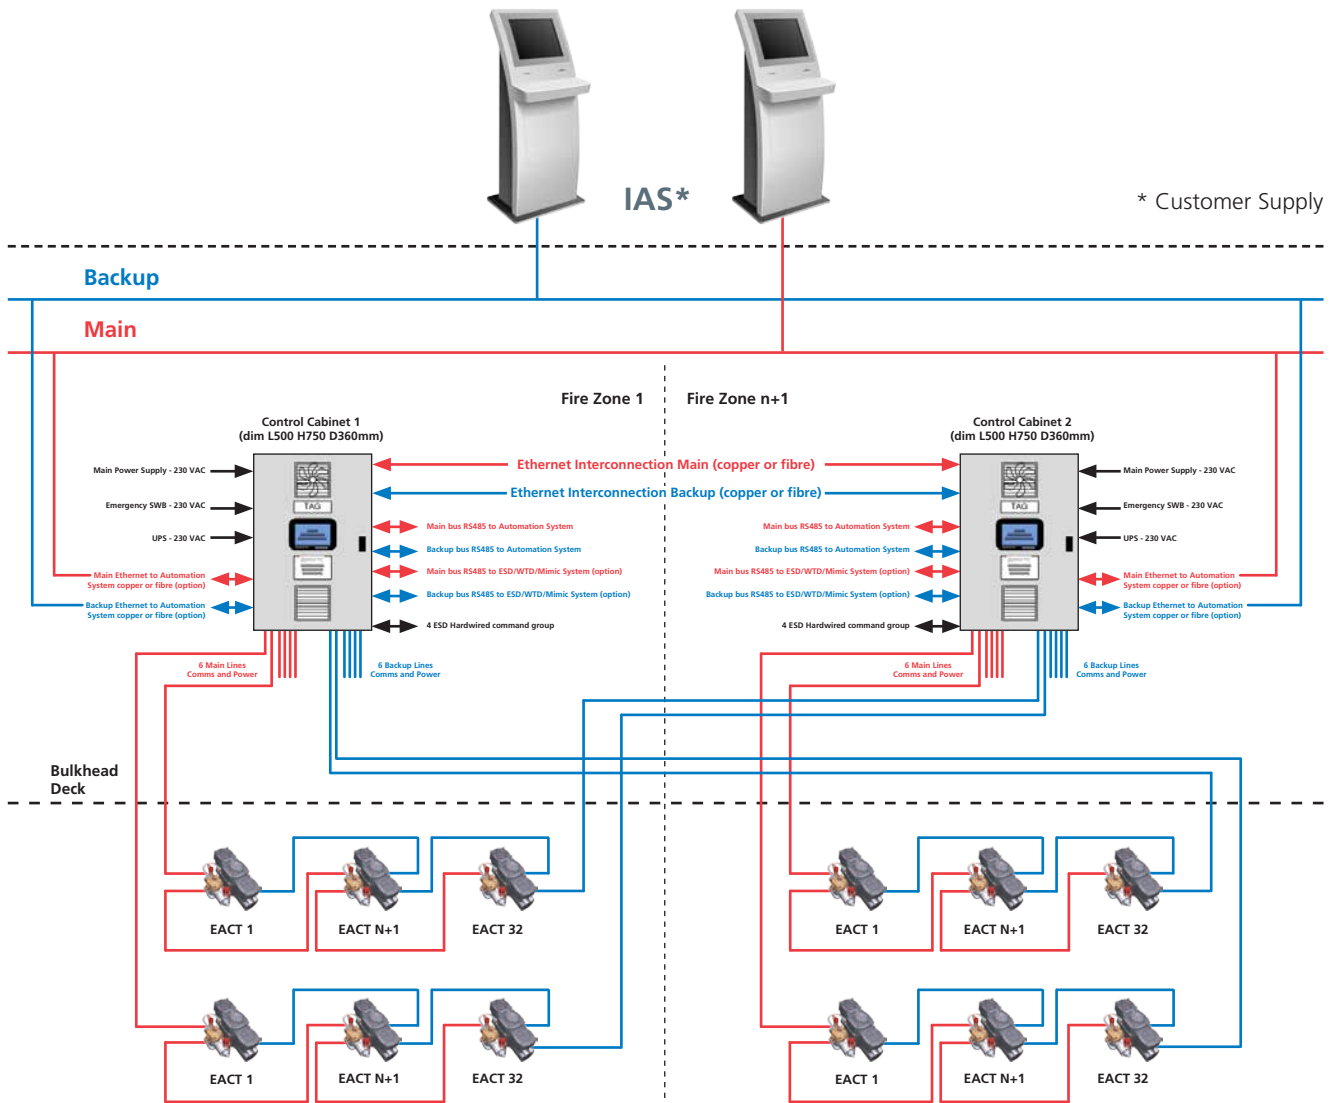 IAS*
* Customer Supply
Backup
Main
Fire Zone 1
Fire Zone n+1
Control Cabinet 1
(dim L500 H750 D360mm)
Control Cabinet 2
(dim L500 H750 D360mm)
Main Power Supply - 230 VAC
Emergency SWB - 230 VAC
UPS - 230 VAC
Main Ethernet to Automation
System copper or fibre (option)
Backup Ethernet to Automation
System copper or fibre (option)
TAG
Ethernet Interconnection Main (copper or fibre)
Ethernet Interconnection Backup (copper or fibre)
Main bus RS485 to Automation System
Backup bus RS485 to Automation System
Main bus RS485 to ESD/WTD/Mimic System (option)
Backup bus RS485 to ESD/WTD/Mimic System (option)
4 ESD Hardwired command group
Main bus RS485 to Automation System
Backup bus RS485 to Automation System
Main bus RS485 to ESD/WTD/Mimic System (option)
Backup bus RS485 to ESD/WTD/Mimic System (option)
4 ESD Hardwired command group
TAG
Main Power Supply - 230 VAC
Emergency SWB - 230 VAC
UPS - 230 VAC
Main Ethernet to Automation
System copper or fibre (option)
Backup Ethernet to Automation
System copper or fibre (option)
6 Main Lines
Comms and Power
6 Backup Lines
Comms and Power
6 Main Lines
Comms and Power
6 Backup Lines
Comms and Power
Bulkhead
Deck
EACT 1
EACT N+1
EACT 32
EACT 1
EACT N+1
EACT 32
EACT 1
EACT N+1
EACT 32
EACT 1
EACT N+1
EACT 32